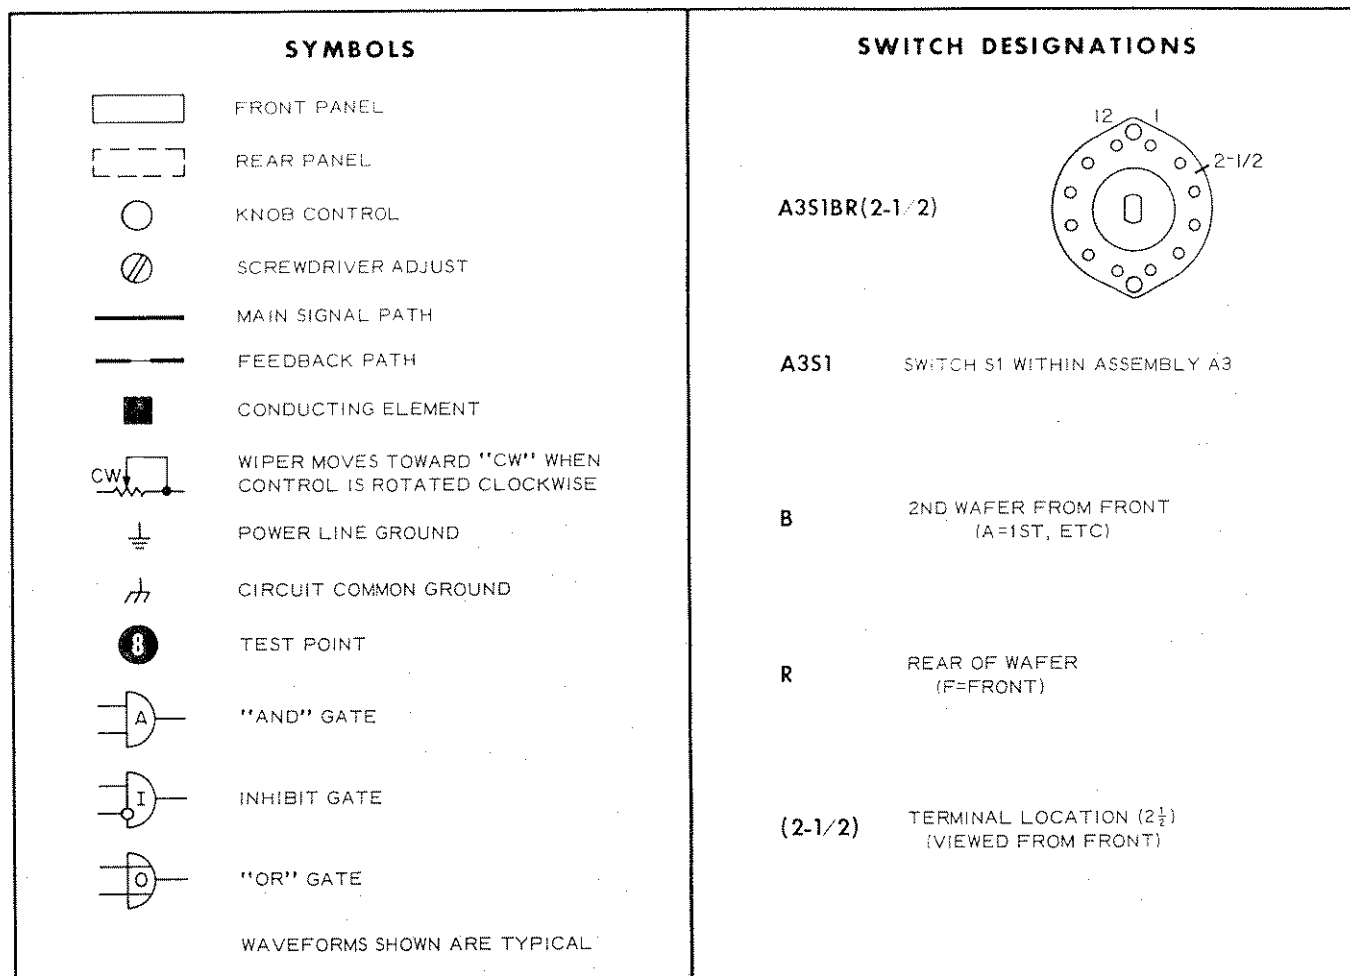 SYMBOLS
FRONT PANEL
REAR PANEL
KNOB CONTROL
SCREWDRIVER ADJUST
MAIN SIGNAL PATH
FEEDBACK PATH
CONDUCTING ELEMENT
CW
WIPER MOVES TOWARD "CW" WHEN
CONTROL IS ROTATED CLOCKWISE
POWER LINE GROUND
CIRCUIT COMMON GROUND
8
TEST POINT
A
"AND" GATE
I
INHIBIT GATE
O
"OR" GATE
WAVEFORMS SHOWN ARE TYPICAL
SWITCH DESIGNATIONS
12 1
2-1/2
A3S1BR(2-1/2)
A3S1 SWITCH S1 WITHIN ASSEMBLY A3
B 2ND WAFER FROM FRONT
(A=1ST, ETC)
R REAR OF WAFER
(F=FRONT)
(2-1/2) TERMINAL LOCATION (2½)
(VIEWED FROM FRONT)